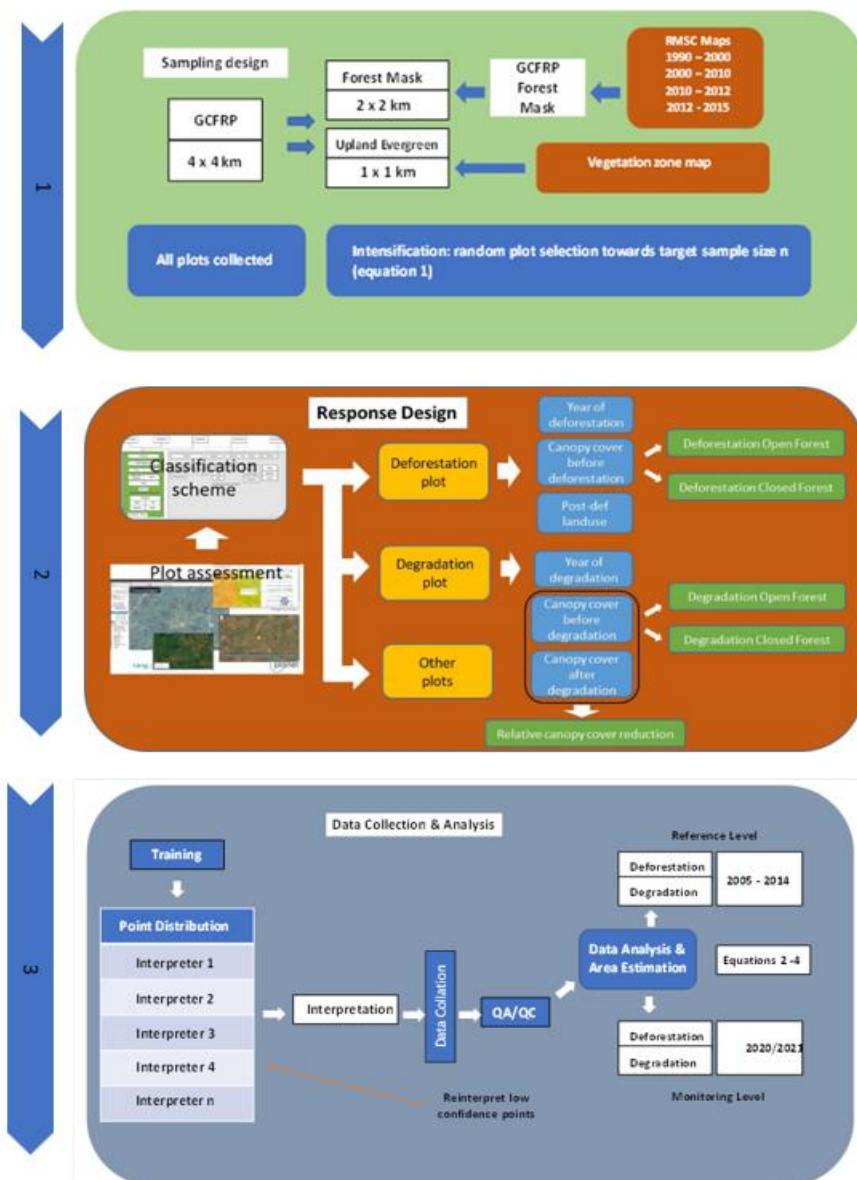 1
Sampling design
GCFRP
4 x 4 km
Forest Mask
2 x 2 km
Upland Evergreen
1 x 1 km
GCFRP
Forest
Mask
RMSC Maps
1990 – 2000
2000 – 2010
2010 – 2012
2012 - 2015
Vegetation zone map
All plots collected
Intensification: random plot selection towards target sample size n
(equation 1)
2
Response Design
Classification
scheme
Plot assessment
Deforestation
plot
Degradation
plot
Other
plots
Year of
deforestation
Canopy cover
before
deforestation
Post-def
landuse
Deforestation Open Forest
Deforestation Closed Forest
Year of
degradation
Canopy cover
before
degradation
Canopy cover
after
degradation
Degradation Open Forest
Degradation Closed Forest
Relative canopy cover reduction
3
Data Collection & Analysis
Training
Point Distribution
Interpreter 1
Interpreter 2
Interpreter 3
Interpreter 4
Interpreter n
Interpretation
Data Collation
QA/QC
Reinterpret low
confidence points
Data Analysis &
Area Estimation
Reference Level
Deforestation
Degradation
2005 - 2014
Equations 2 -4
Deforestation
Degradation
2020/2021
Monitoring Level